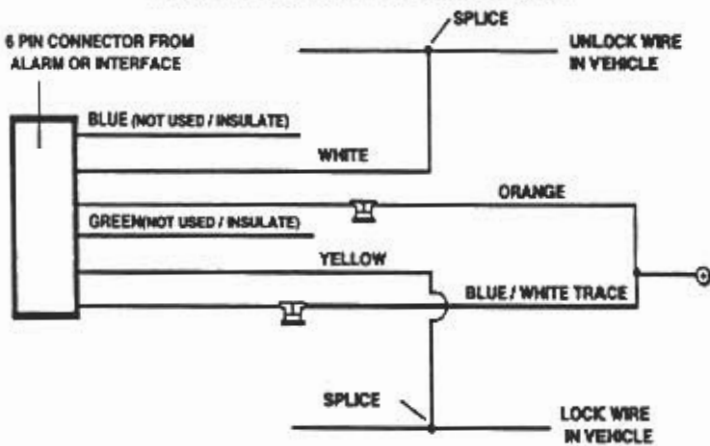 SPLICE
6 PIN CONNECTOR FROM
ALARM OR INTERFACE
UNLOCK WIRE
IN VEHICLE
BLUE (NOT USED / INSULATE)
WHITE
ORANGE
GREEN(NOT USED / INSULATE)
YELLOW
BLUE / WHITE TRACE
SPLICE
LOCK WIRE
IN VEHICLE